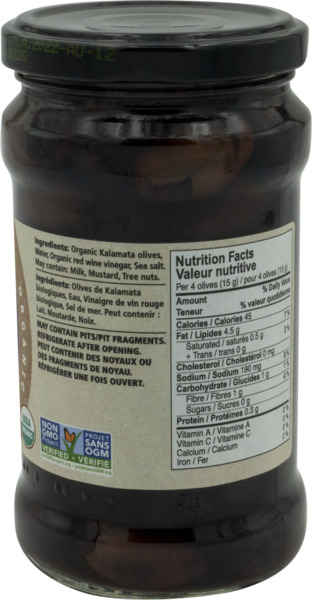 2022-AU-12
ORGANIC
Ingredients: Organic Kalamata olives,
Water, Organic red wine vinegar, Sea salt.
May contain: Milk, Mustard, Tree nuts.
Ingrédients: Olives de Kalamata
biologiques, Eau, Vinaigre de vin rouge
biologique, Sel de mer. Peut contenir :
Lait, Moutarde, Noix.
MAY CONTAIN PITS/PIT FRAGMENTS.
REFRIGERATE AFTER OPENING.
PEUT CONTENIR DES NOYAUX OU
DES FRAGMENTS DE NOYAU.
RÉFRIGÉRER UNE FOIS OUVERT.
NON
GMO
Project
VERIFIED
PROJET
SANS
OGM
VÉRIFIÉ
Nutrition Facts
Valeur nutritive
Per 4 olives (15 g) / pour 4 olives (15 g)
Amount % Daily Value
Teneur % valeur quotidienne
Calories / Calories 45
Fat / Lipides 4.5 g 7%
Saturated / saturés 0.5 g
+ Trans / trans 0 g
Cholesterol / Cholestérol 0 mg
Sodium / Sodium 190 mg
Carbohydrate / Glucides 1 g
Fibre / Fibres 1 g
Sugars / Sucres 0 g
Protein / Protéines 0.3 g
Vitamin A / Vitamine A
Vitamin C / Vitamine C
Calcium / Calcium
Iron / Fer